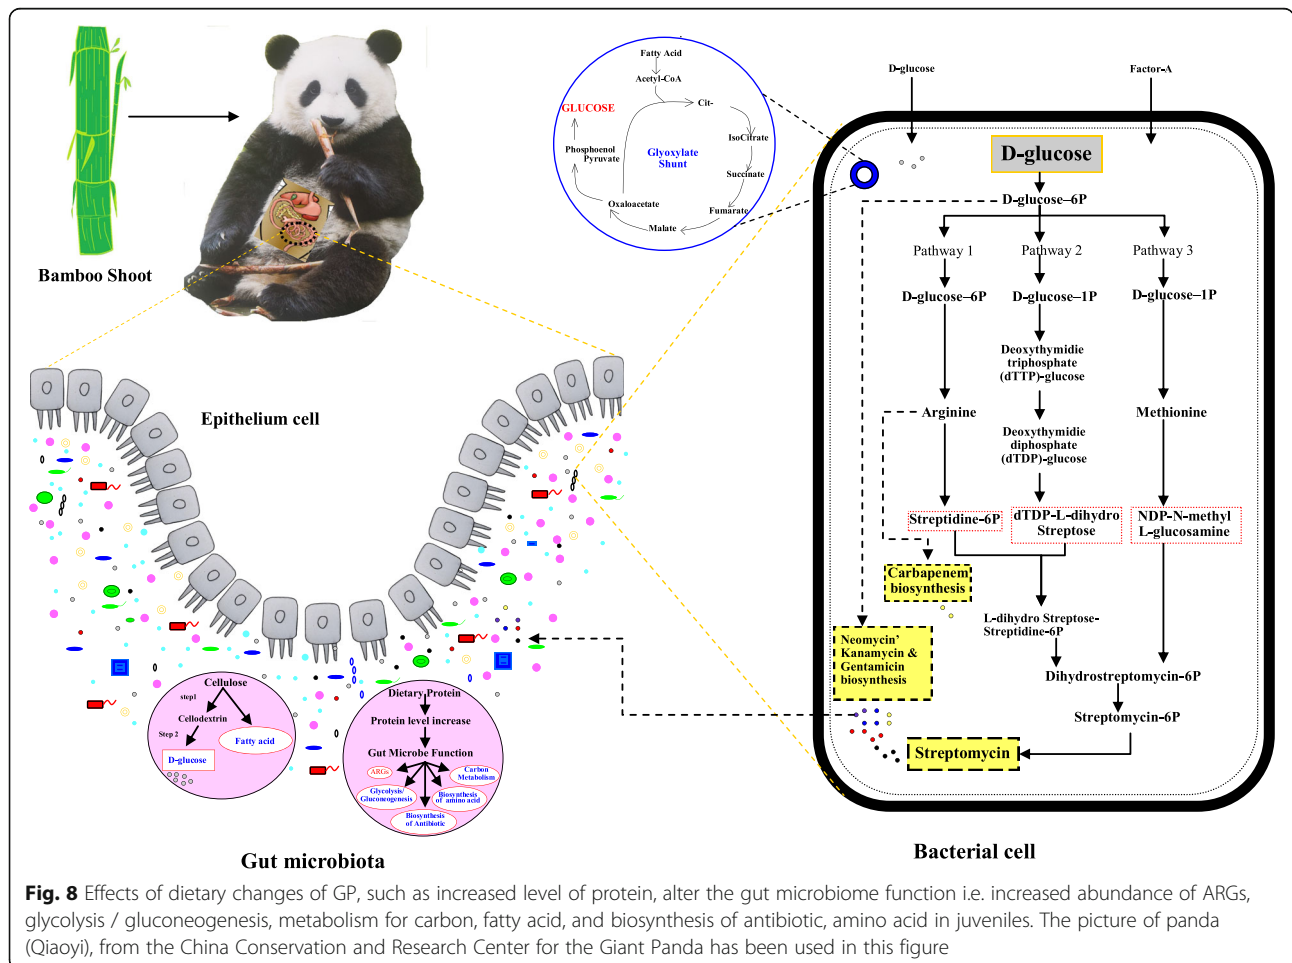 Bamboo Shoot
Fatty Acid
Acetyl-CoA
Cit-
IsoCitrate
Succinate
Fumarate
Malate
Oxaloacetate
Phosphoenol
Pyruvate
GLUCOSE
Glyoxylate
Shunt
D-glucose
Factor-A
D-glucose
D-glucose–6P
Pathway 1
Pathway 2
Pathway 3
D-glucose–6P
D-glucose–1P
D-glucose–1P
Deoxythymidie
triphosphate
(dTTP)-glucose
Arginine
Methionine
Deoxythymidie
diphosphate
(dTDP)-glucose
Streptidine-6P
dTDP-L-dihydro
Streptose
NDP-N-methyl
L-glucosamine
Carbapenem
biosynthesis
L-dihydro Streptose-
Streptidine-6P
Neomycin’
Kanamycin &
Gentamicin
biosynthesis
Dihydrostreptomycin-6P
Streptomycin-6P
Streptomycin
Bacterial cell
Epithelium cell
Cellulose
step1
Cellodextrin
Step 2
D-glucose
Fatty acid
Dietary Protein
Protein level increase
Gut Microbe Function
ARGs
Carbon
Metabolism
Glycolysis/
Gluconeogenesis
Biosynthesis
of amino acid
Biosynthesis
of Antibiotic
Gut microbiota
Fig. 8 Effects of dietary changes of GP, such as increased level of protein, alter the gut microbiome function i.e. increased abundance of ARGs,
glycolysis / gluconeogenesis, metabolism for carbon, fatty acid, and biosynthesis of antibiotic, amino acid in juveniles. The picture of panda
(Qiaoyi), from the China Conservation and Research Center for the Giant Panda has been used in this figure